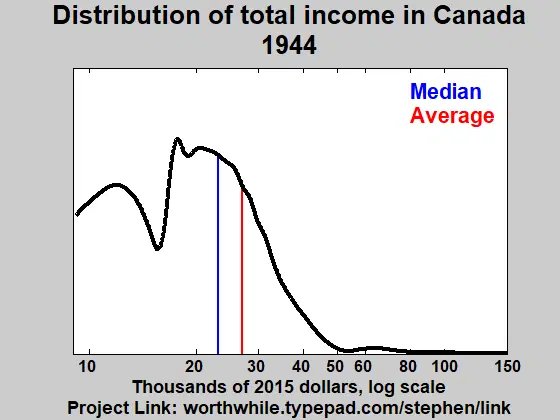 Distribution of total income in Canada
1944
Median
Average
10 20 30 40 50 60 80 100 150
Thousands of 2015 dollars, log scale
Project Link: worthwhile.typepad.com/stephen/link